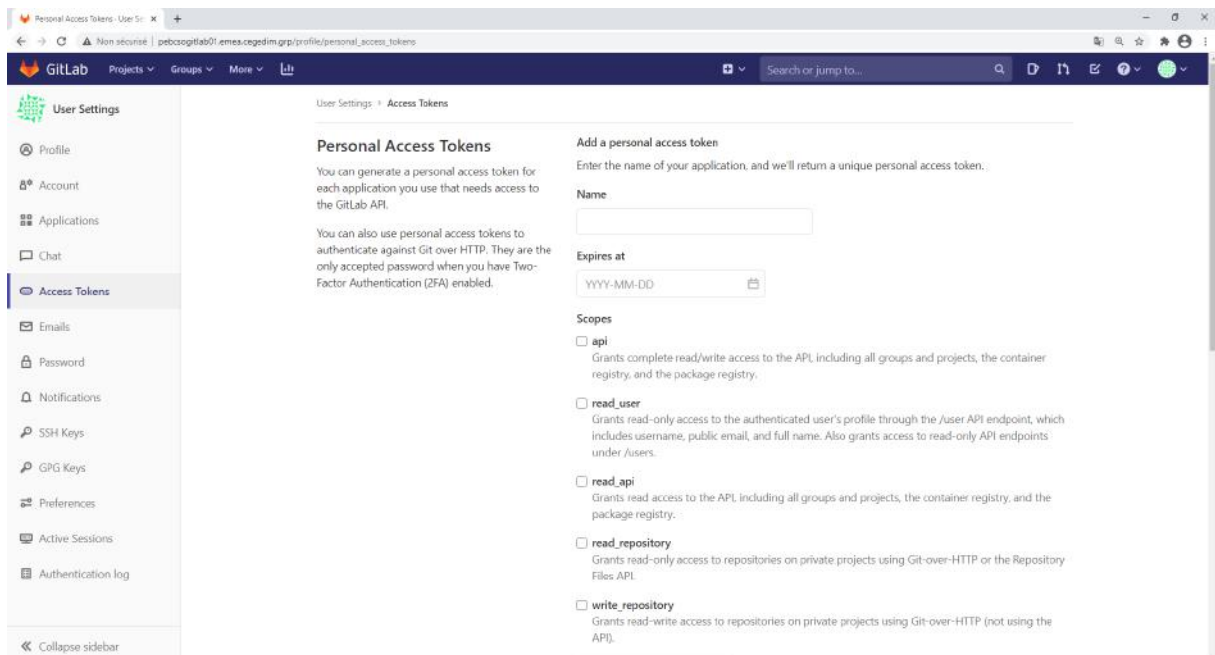 Personal Access Tokens · User Se
Non sécurisé | pebcsogitlab01.emea.cegedim.grp/profile/personal_access_tokens
GitLab Projects Groups More Search or jump to...
User Settings
Profile
Account
Applications
Chat
Access Tokens
Emails
Password
Notifications
SSH Keys
GPG Keys
Preferences
Active Sessions
Authentication log
Collapse sidebar
User Settings > Access Tokens
Personal Access Tokens
You can generate a personal access token for
each application you use that needs access to
the GitLab API.
You can also use personal access tokens to
authenticate against Git over HTTP. They are the
only accepted password when you have Two-
Factor Authentication (2FA) enabled.
Add a personal access token
Enter the name of your application, and we'll return a unique personal access token.
Name
Expires at
YYYY-MM-DD
Scopes
api
Grants complete read/write access to the API, including all groups and projects, the container
registry, and the package registry.
read_user
Grants read-only access to the authenticated user's profile through the /user API endpoint, which
includes username, public email, and full name. Also grants access to read-only API endpoints
under /users.
read_api
Grants read access to the API, including all groups and projects, the container registry, and the
package registry.
read_repository
Grants read-only access to repositories on private projects using Git-over-HTTP or the Repository
Files API.
write_repository
Grants read-write access to repositories on private projects using Git-over-HTTP (not using the
API).